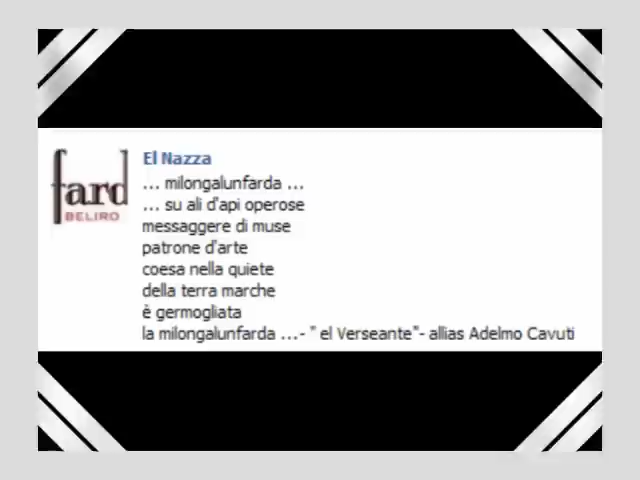 fard
BELIRO
El Nazza
... milongalunfarda ...
... su ali d'api operose
messaggere di muse
patrone d'arte
coesa nella quiete
della terra marche
è germogliata
la milongalunfarda ...- " el Verseante"- allias Adelmo Cavuti